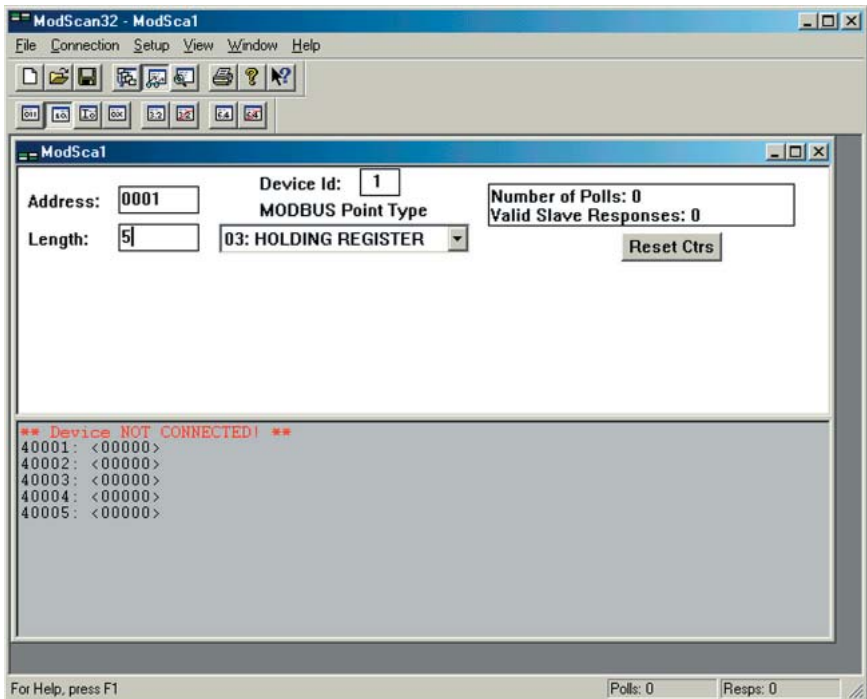 ModScan32 - ModSca1
File Connection Setup View Window Help
ModSca1
Address: 0001
Device Id: 1
MODBUS Point Type
Length: 5
03: HOLDING REGISTER
Number of Polls: 0
Valid Slave Responses: 0
Reset Ctrs
** Device NOT CONNECTED! **
40001: <00000>
40002: <00000>
40003: <00000>
40004: <00000>
40005: <00000>
For Help, press F1
Polls: 0
Resps: 0